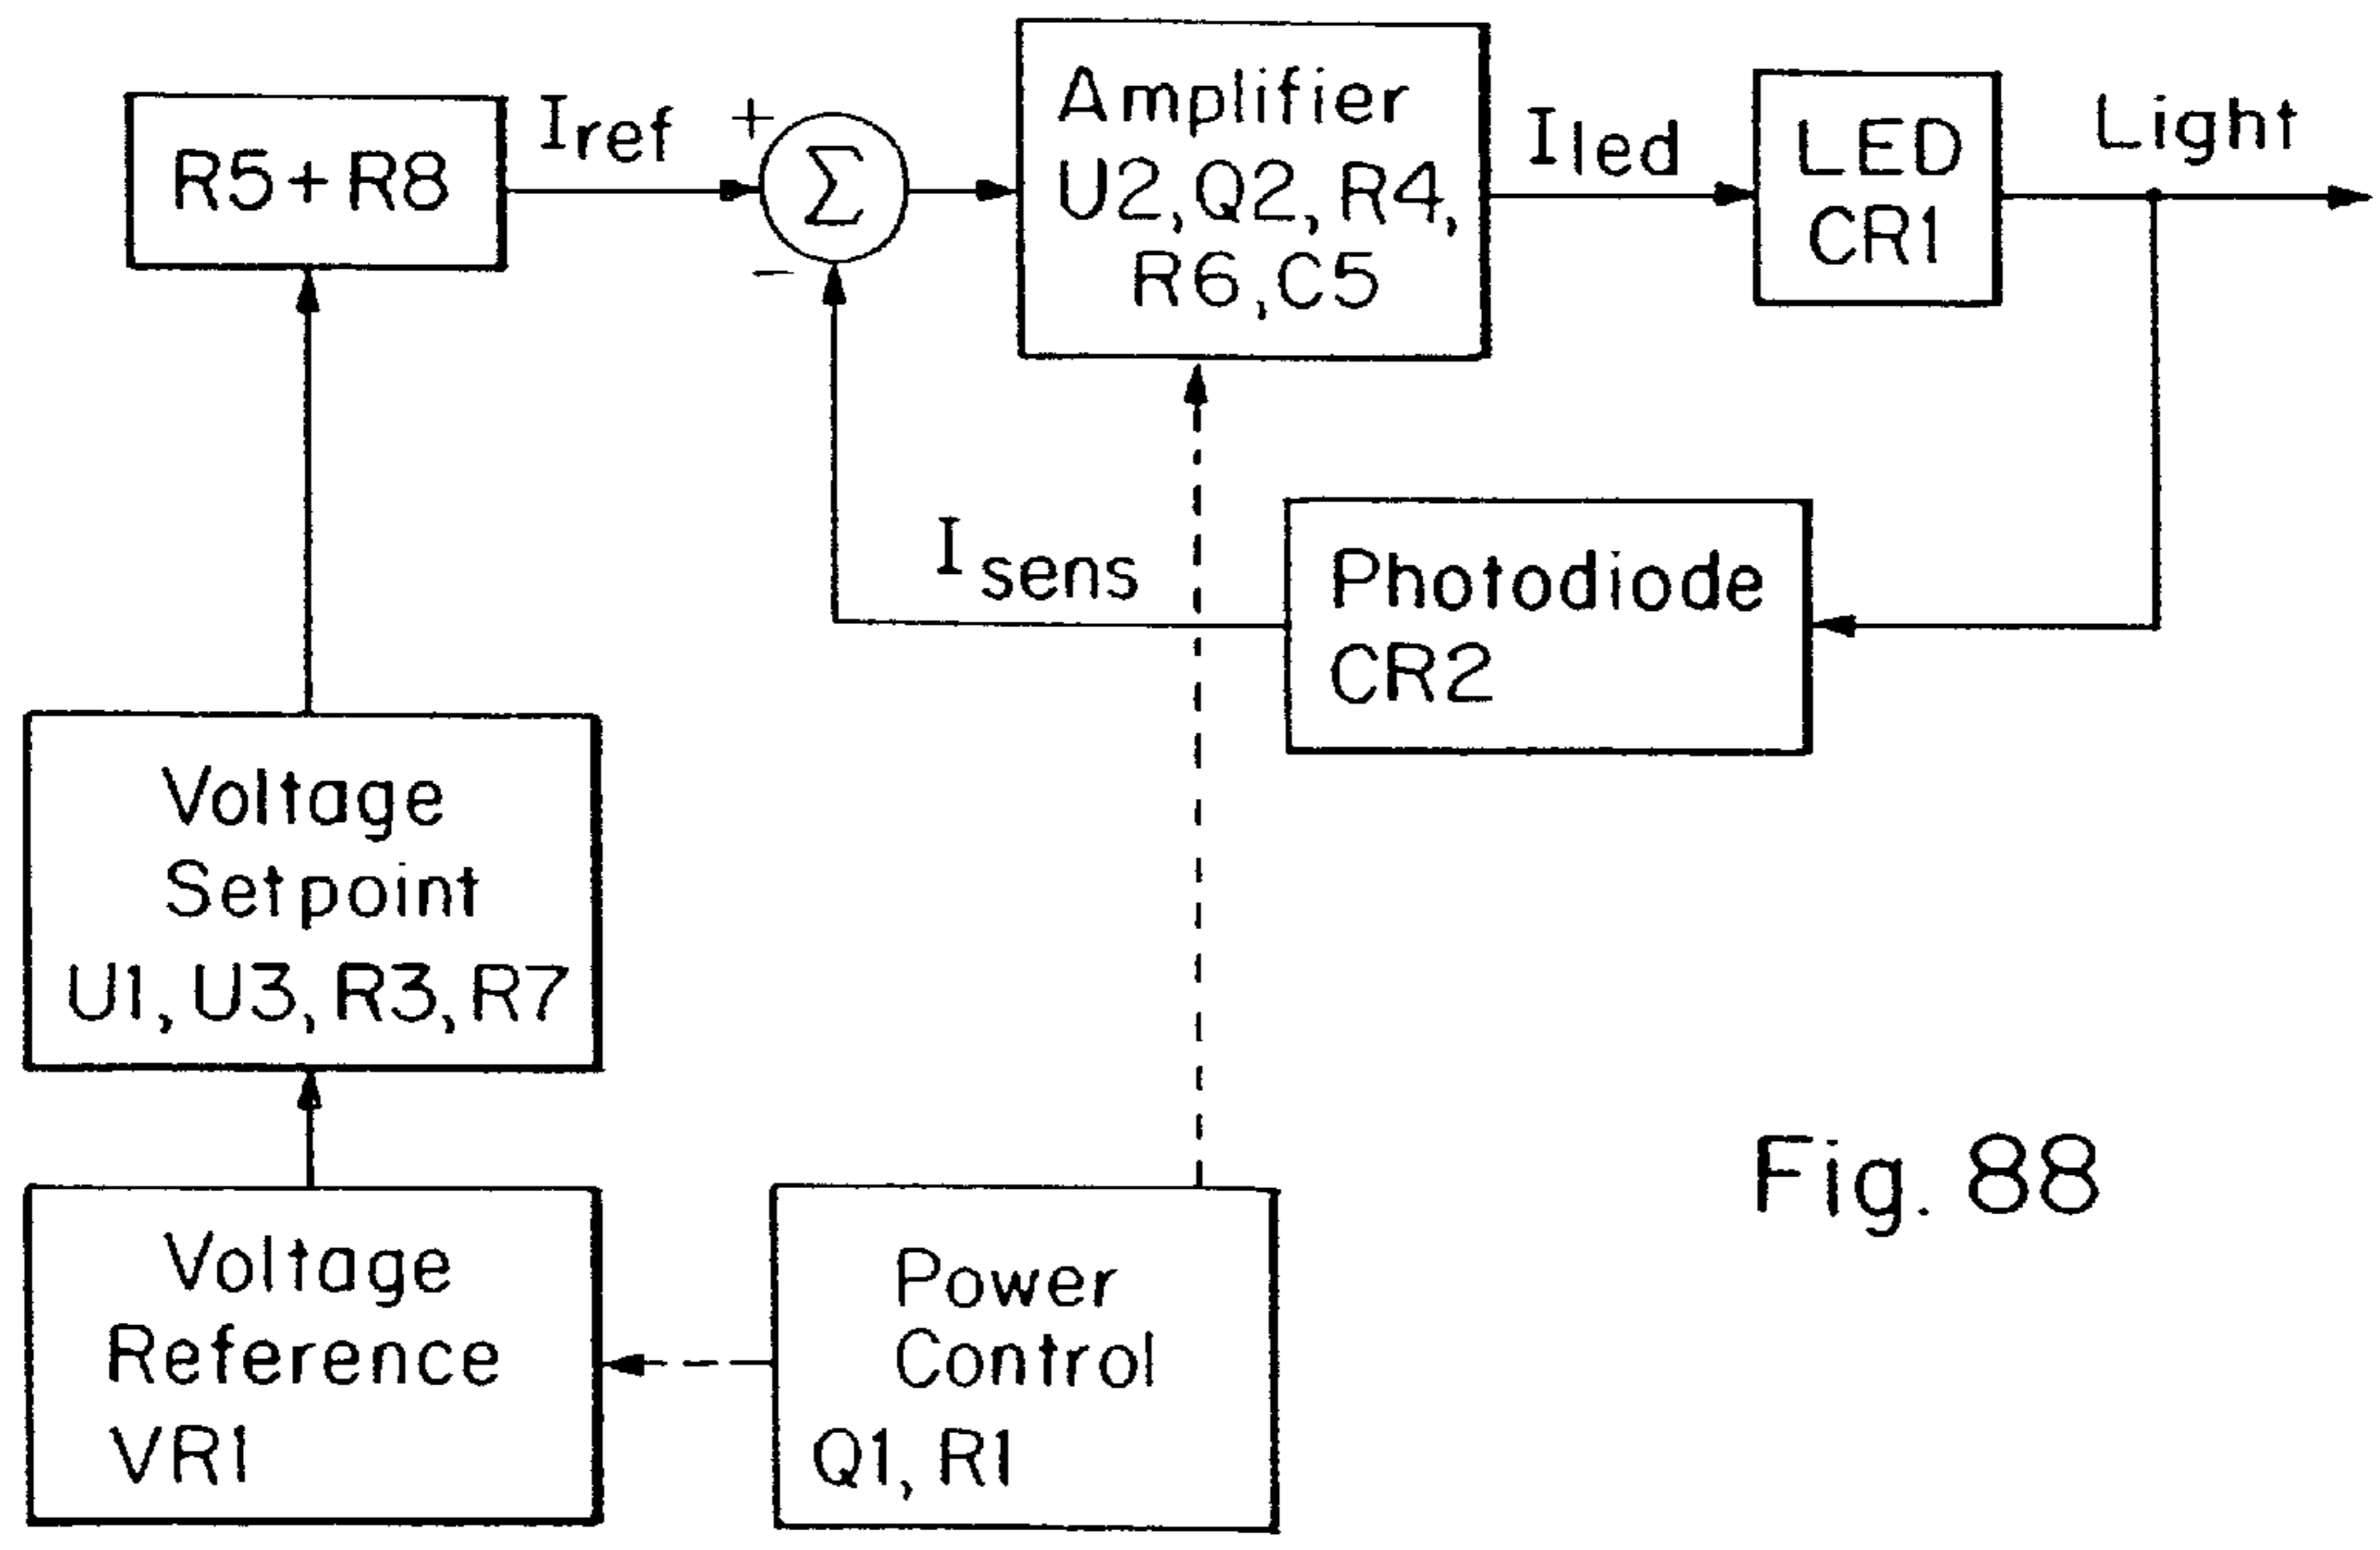 R5+R8
Iref
+
Σ
−
Amplifier
U2,Q2,R4,
R6,C5
Iled
LED
CR1
Light
Isens
Photodiode
CR2
Voltage
Setpoint
U1, U3, R3, R7
Voltage
Reference
VR1
Power
Control
Q1, R1
Fig. 88